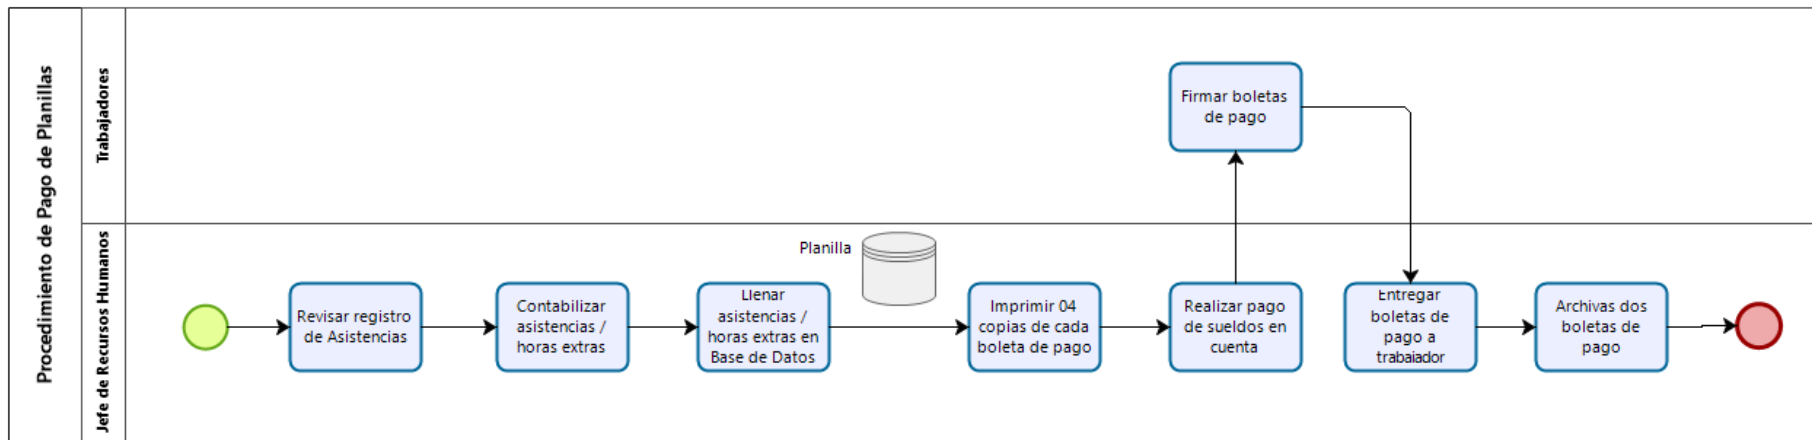 Procedimiento de Pago de Planillas
Trabajadores
Firmar boletas
de pago
Jefe de Recursos Humanos
Planilla
Revisar registro
de Asistencias
Contabilizar
asistencias /
horas extras
Llenar
asistencias /
horas extras en
Base de Datos
Imprimir 04
copias de cada
boleta de pago
Realizar pago
de sueldos en
cuenta
Entregar
boletas de
pago a
trabajador
Archivas dos
boletas de
pago